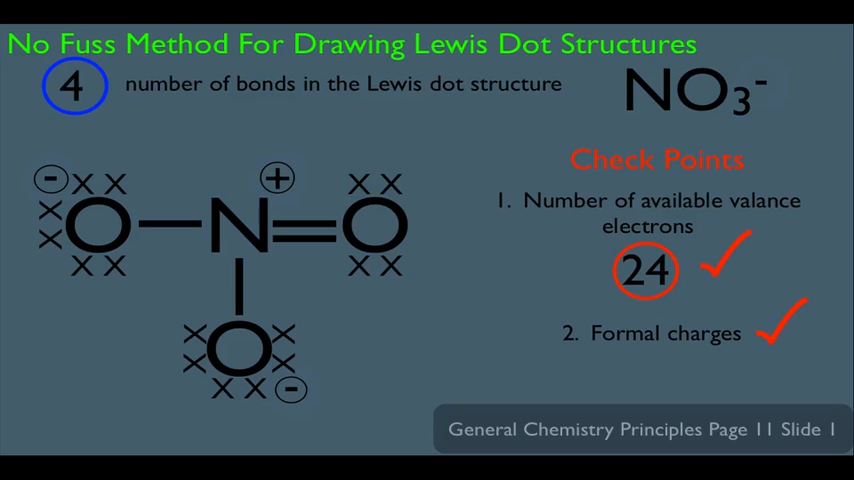 No Fuss Method For Drawing Lewis Dot Structures
4 number of bonds in the Lewis dot structure
NO3-
Check Points
- X X + X X
X O N O
X
X X X X
1. Number of available valance
electrons
24
X O X
X X
X X -
2. Formal charges
General Chemistry Principles Page 11 Slide 1